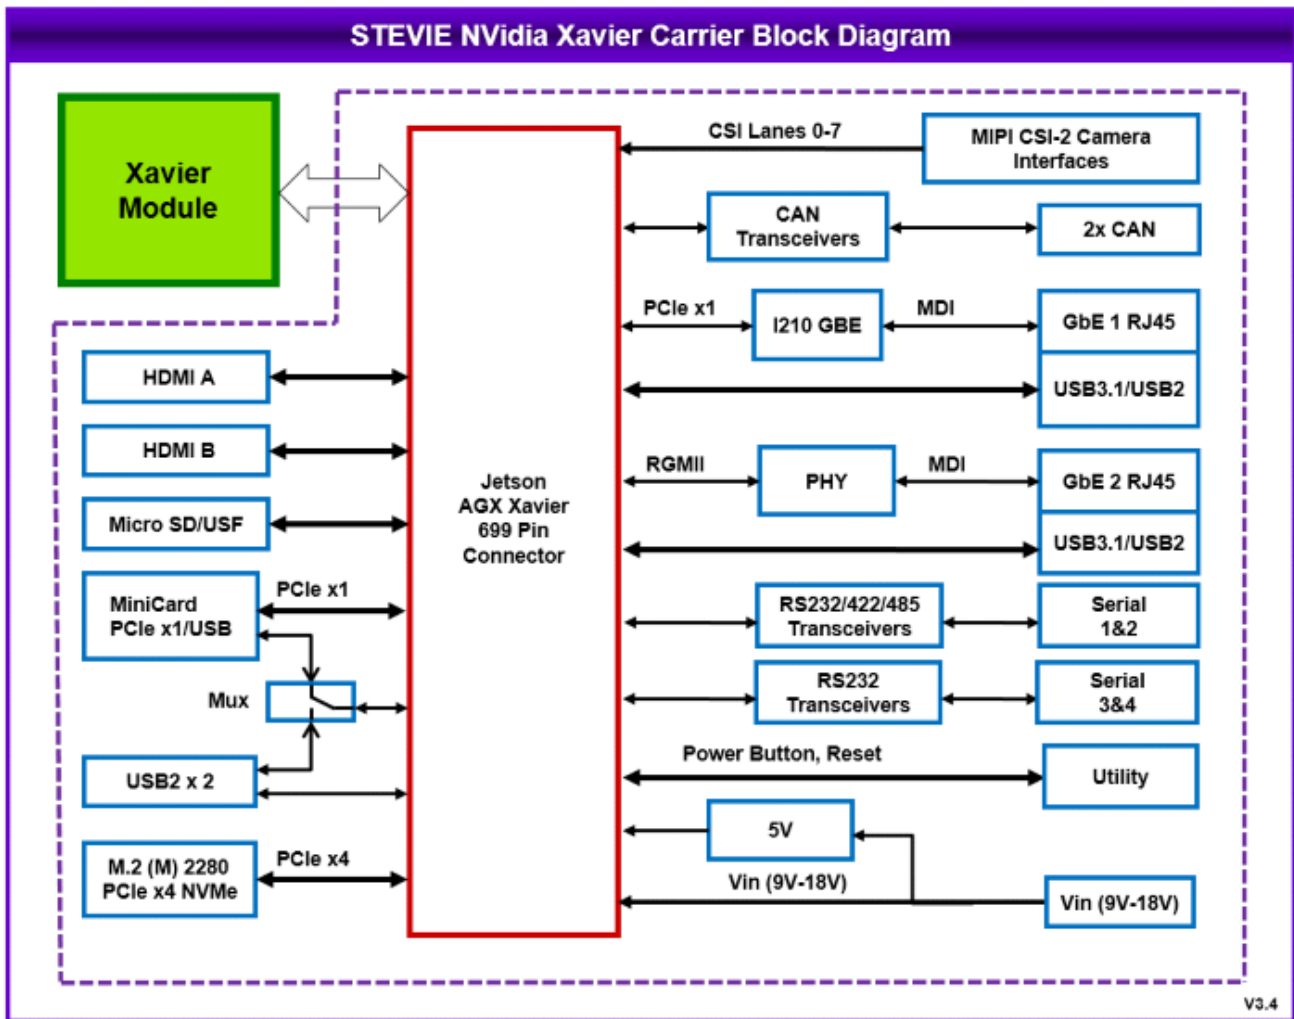 STEVIE NVidia Xavier Carrier Block Diagram
Xavier
Module
CSI Lanes 0-7
MIPI CSI-2 Camera
Interfaces
CAN
Transceivers
2x CAN
PCIe x1
I210 GBE
MDI
GbE 1 RJ45
USB3.1/USB2
HDMI A
HDMI B
Micro SD/USF
MiniCard
PCIe x1/USB
PCIe x1
Mux
USB2 x 2
M.2 (M) 2280
PCIe x4 NVMe
PCIe x4
Jetson
AGX Xavier
699 Pin
Connector
RGMII
PHY
MDI
GbE 2 RJ45
USB3.1/USB2
RS232/422/485
Transceivers
Serial
1&2
RS232
Transceivers
Serial
3&4
Power Button, Reset
Utility
5V
Vin (9V-18V)
Vin (9V-18V)
V3.4